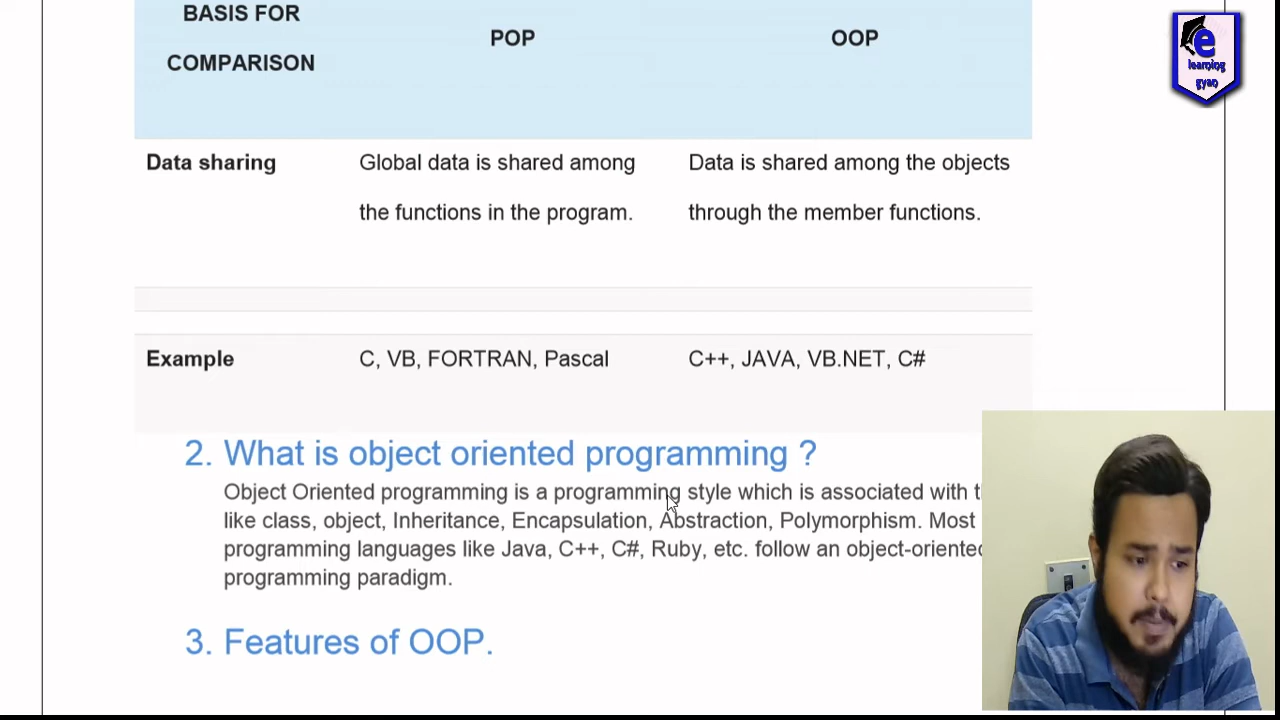 BASIS FOR
COMPARISON
POP
OOP
Data sharing
Global data is shared among
the functions in the program.
Data is shared among the objects
through the member functions.
Example
C, VB, FORTRAN, Pascal
C++, JAVA, VB.NET, C#
2. What is object oriented programming ?
Object Oriented programming is a programming style which is associated with
like class, object, Inheritance, Encapsulation, Abstraction, Polymorphism. Most
programming languages like Java, C++, C#, Ruby, etc. follow an object-oriented
programming paradigm.
3. Features of OOP.
e
learning
gyan